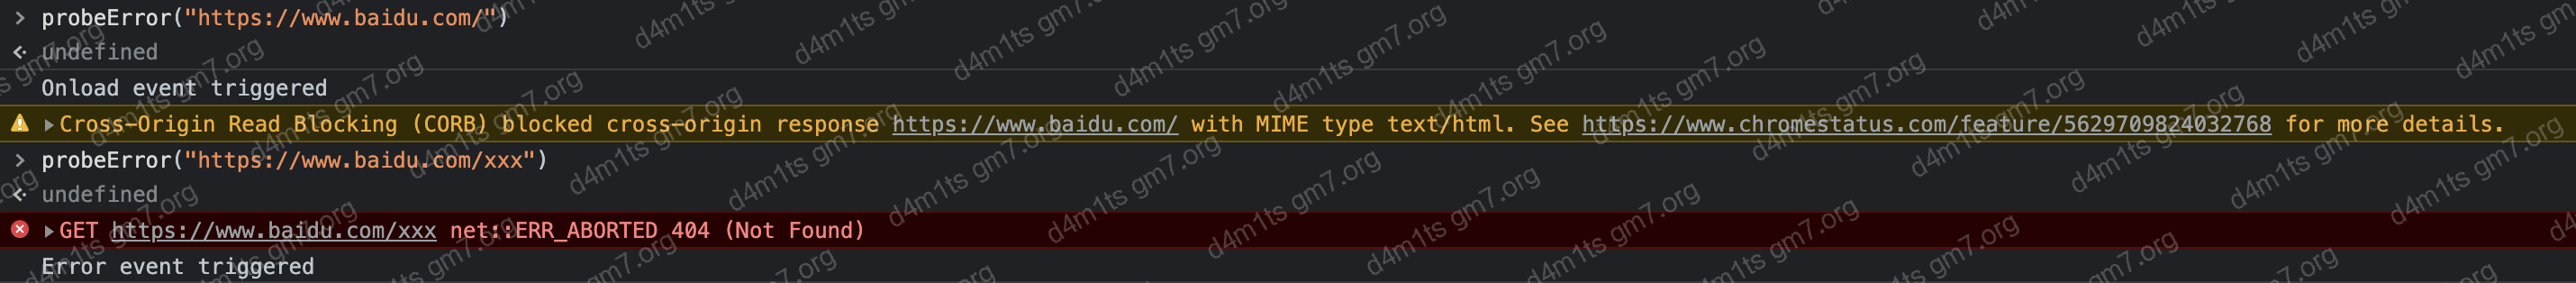 probeError("https://www.baidu.com/")
undefined
Onload event triggered
Cross-Origin Read Blocking (CORB) blocked cross-origin response https://www.baidu.com/ with MIME type text/html. See https://www.chromestatus.com/feature/5629709824032768 for more details.
probeError("https://www.baidu.com/xxx")
undefined
GET https://www.baidu.com/xxx net::ERR_ABORTED 404 (Not Found)
Error event triggered
d4m1ts gm7.org